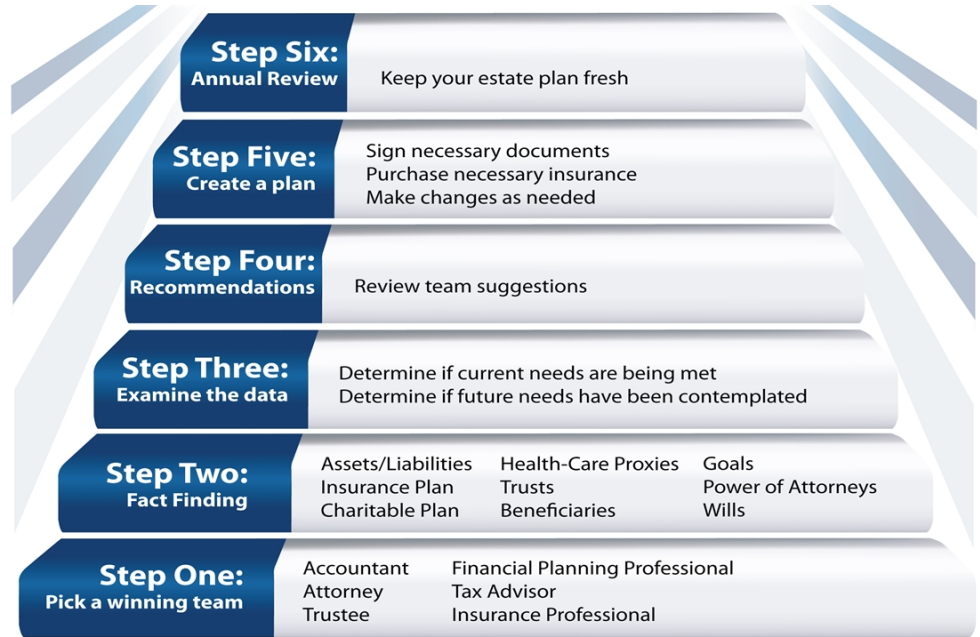 Step Six:
Annual Review
Keep your estate plan fresh
Step Five:
Create a plan
Sign necessary documents
Purchase necessary insurance
Make changes as needed
Step Four:
Recommendations
Review team suggestions
Step Three:
Examine the data
Determine if current needs are being met
Determine if future needs have been contemplated
Step Two:
Fact Finding
Assets/Liabilities
Insurance Plan
Charitable Plan
Health-Care Proxies
Trusts
Beneficiaries
Goals
Power of Attorneys
Wills
Step One:
Pick a winning team
Accountant
Attorney
Trustee
Financial Planning Professional
Tax Advisor
Insurance Professional